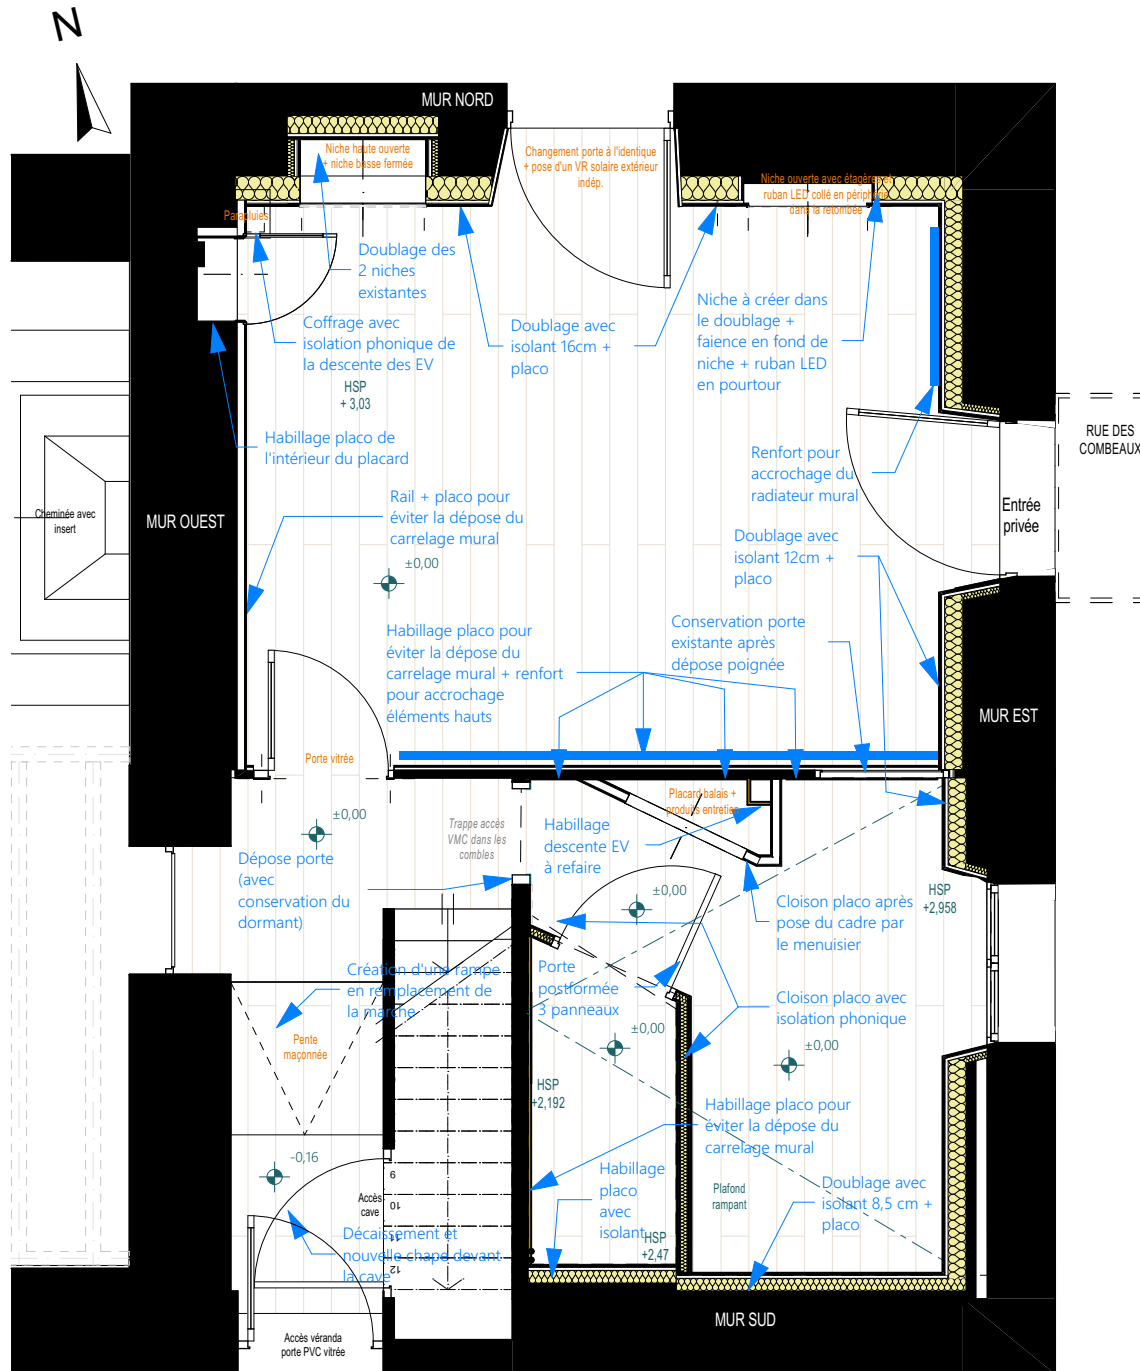 N
MUR NORD
Niche haute ouverte
+ niche basse fermée
Changement porte à l'identique
+ pose d'un VR solaire extérieur
indép.
Niche ouverte avec étagères et
ruban LED collé en périphérie
dans la retombée
Parapluies
Doublage des
2 niches
existantes
Coffrage avec
isolation phonique de
la descente des EV
Doublage avec
isolant 16cm +
placo
Niche à créer dans
le doublage +
faience en fond de
niche + ruban LED
en pourtour
HSP
+ 3,03
Habillage placo de
l'intérieur du placard
RUE DES
COMBEAUX
Renfort pour
accrochage du
radiateur mural
Cheminée avec
insert
MUR OUEST
Rail + placo pour
éviter la dépose du
carrelage mural
Entrée
privée
Doublage avec
isolant 12cm +
placo
±0,00
Habillage placo pour
éviter la dépose du
carrelage mural + renfort
pour accrochage
éléments hauts
Conservation porte
existante après
dépose poignée
MUR EST
Porte vitrée
Placard balais +
produits entretien
±0,00
Trappe accès
VMC dans les
combles
Habillage
descente EV
à refaire
Dépose porte
(avec
conservation du
dormant)
±0,00
Cloison placo après
pose du cadre par
le menuisier
HSP
+2,958
Création d'une rampe
en remplacement de
la marche
Porte
postformée
3 panneaux
Cloison placo avec
isolation phonique
Pente
maçonnée
±0,00
±0,00
HSP
+2,192
Habillage placo pour
éviter la dépose du
carrelage mural
-0,16
Habillage
placo
avec
isolant
Plafond
rampant
Doublage avec
isolant 8,5 cm +
placo
9
10
11
12
Accès
cave
Décaissement et
nouvelle chape devant
la cave
HSP
+2,47
MUR SUD
Accès véranda
porte PVC vitrée